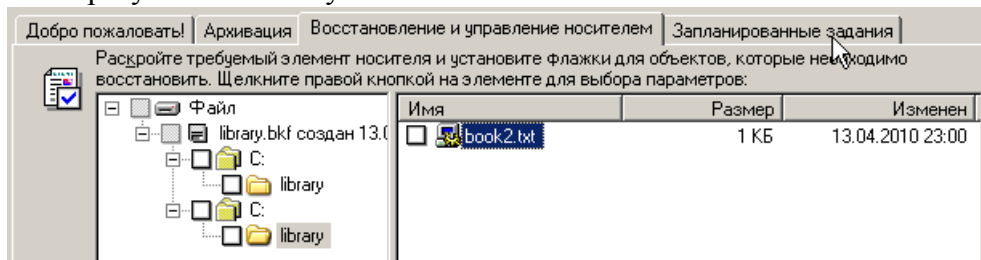 Добро пожаловать! Архивация Восстановление и управление носителем Запланированные задания
Раскройте требуемый элемент носителя и установите флажки для объектов, которые необходимо
восстановить. Щелкните правой кнопкой на элементе для выбора параметров:
Файл
library.bkf создан 13.0
C:
library
C:
library
Имя Размер Изменен
book2.txt 1 КБ 13.04.2010 23:00